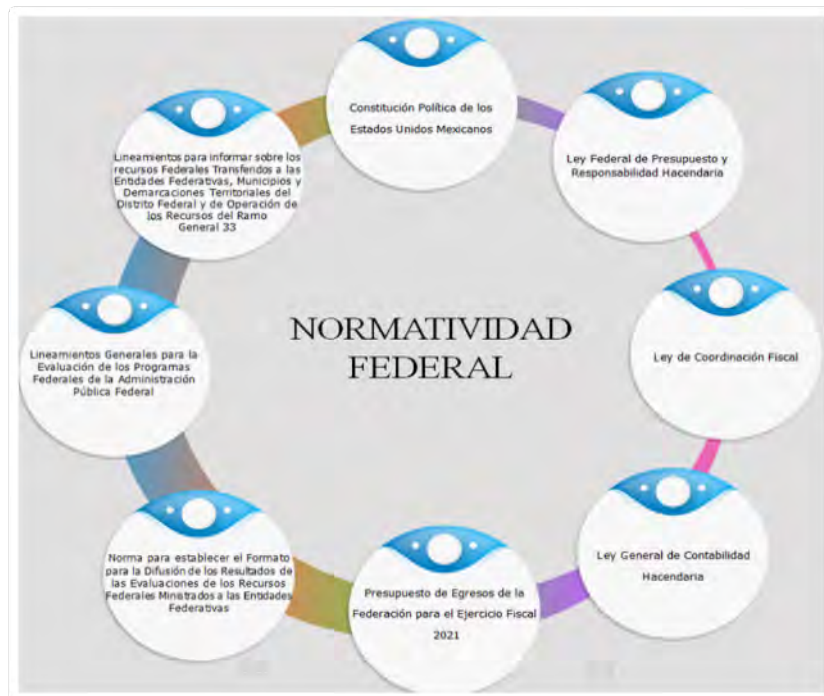 Constitución Política de los
Estados Unidos Mexicanos
Ley Federal de Presupuesto y
Responsabilidad Hacendaria
Ley de Coordinación Fiscal
Ley General de Contabilidad
Hacendaria
Presupuesto de Egresos de la
Federación para el Ejercicio Fiscal
2021
Norma para establecer el Formato
para la Difusión de los Resultados de
las Evaluaciones de los Recursos
Federales Ministrados a las Entidades
Federativas
Lineamientos Generales para la
Evaluación de los Programas
Federales de la Administración
Pública Federal
Lineamientos para informar sobre los
recursos Federales Transferidos a las
Entidades Federativas, Municipios y
Demarcaciones Territoriales del
Distrito Federal y de Operación de
los Recursos del Ramo
General 33
NORMATIVIDAD
FEDERAL